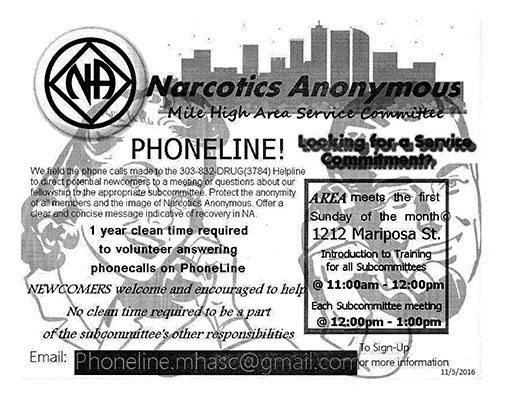 NA
Narcotics Anonymous
Mile High Area Service Committee
PHONELINE!
We field the phone calls made to the 303-832-DRUG(3784) Helpline
to direct potential newcomers to a meeting or questions about our
fellowship to the appropriate subcommittee. Protect the anonymity
of all members and the image of Narcotics Anonymous. Offer a
clear and concise message indicative of recovery in NA.
1 year clean time required
to volunteer answering
phonecalls on PhoneLine
NEWCOMERS welcome and encouraged to help
No clean time required to be a part
of the subcommittee's other responsibilities
Looking for a Service
Commitment?
AREA meets the first
Sunday of the month@
1212 Mariposa St.
Introduction to Training
for all Subcommittees
@ 11:00am - 12:00pm
Each Subcommittee meeting
@ 12:00pm - 1:00pm
Email: Phoneline.mhasc@gmail.com
To Sign-Up
or more information.
11/5/2016